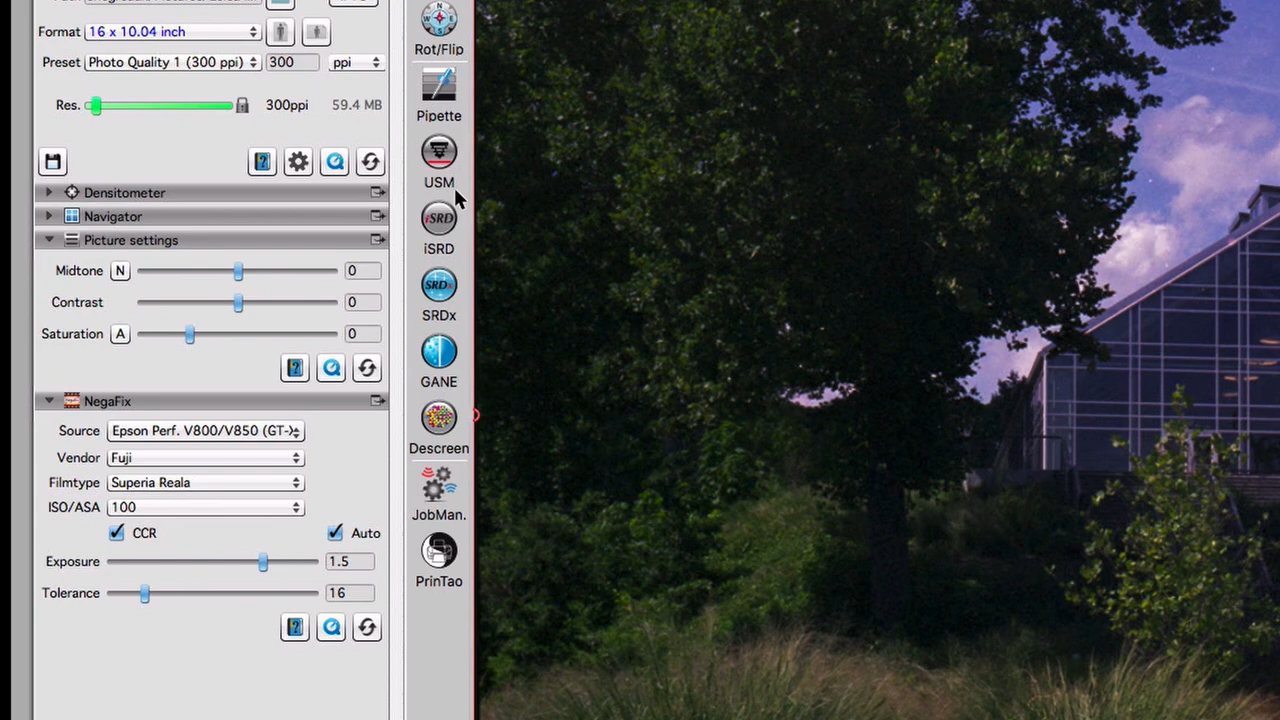 Format 16 x 10.04 inch
Preset Photo Quality 1 (300 ppi) 300 ppi
Res. 300ppi 59.4 MB
Densitometer
Navigator
Picture settings
Midtone N 0
Contrast 0
Saturation A 0
NegaFix
Source Epson Perf. V800/V850 (GT-X
Vendor Fuji
Filmtype Superia Reala
ISO/ASA 100
CCR Auto
Exposure 1.5
Tolerance 16
N
W E
S
Rot/Flip
Pipette
USM
iSRD
iSRD
SRDx
SRDx
GANE
Descreen
JobMan.
PrinTao